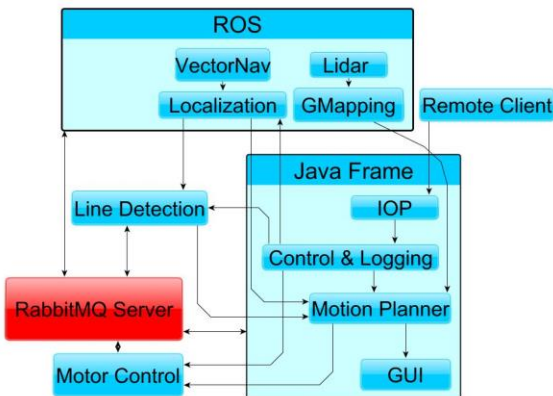 ROS
VectorNav
Lidar
Localization
GMapping
Remote Client
Java Frame
Line Detection
IOP
Control & Logging
RabbitMQ Server
Motion Planner
Motor Control
GUI